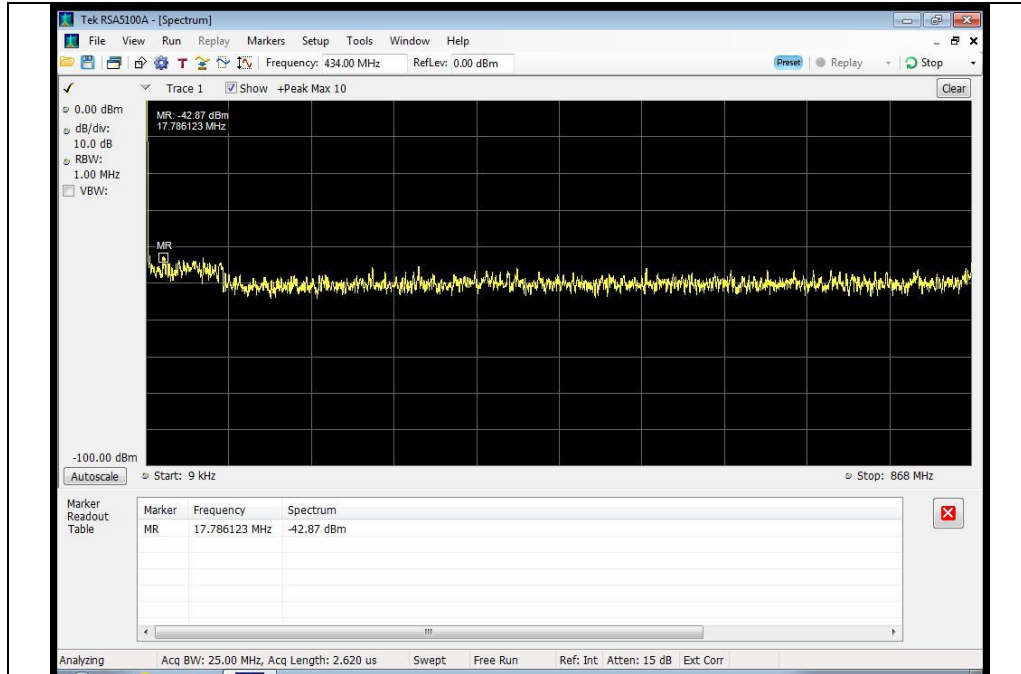 Tek RSA5100A - [Spectrum]
File View Run Replay Markers Setup Tools Window Help
T Frequency: 434.00 MHz RefLev: 0.00 dBm Preset Replay Stop
Trace 1 Show +Peak Max 10 Clear
0.00 dBm
dB/div:
10.0 dB
RBW:
1.00 MHz
VBW:
MR: -42.87 dBm
17.786123 MHz
MR
-100.00 dBm
Autoscale Start: 9 kHz Stop: 868 MHz
Marker
Readout
Table
Marker Frequency Spectrum
MR 17.786123 MHz -42.87 dBm
Analyzing Acq BW: 25.00 MHz, Acq Length: 2.620 us Swept Free Run Ref: Int Atten: 15 dB Ext Corr